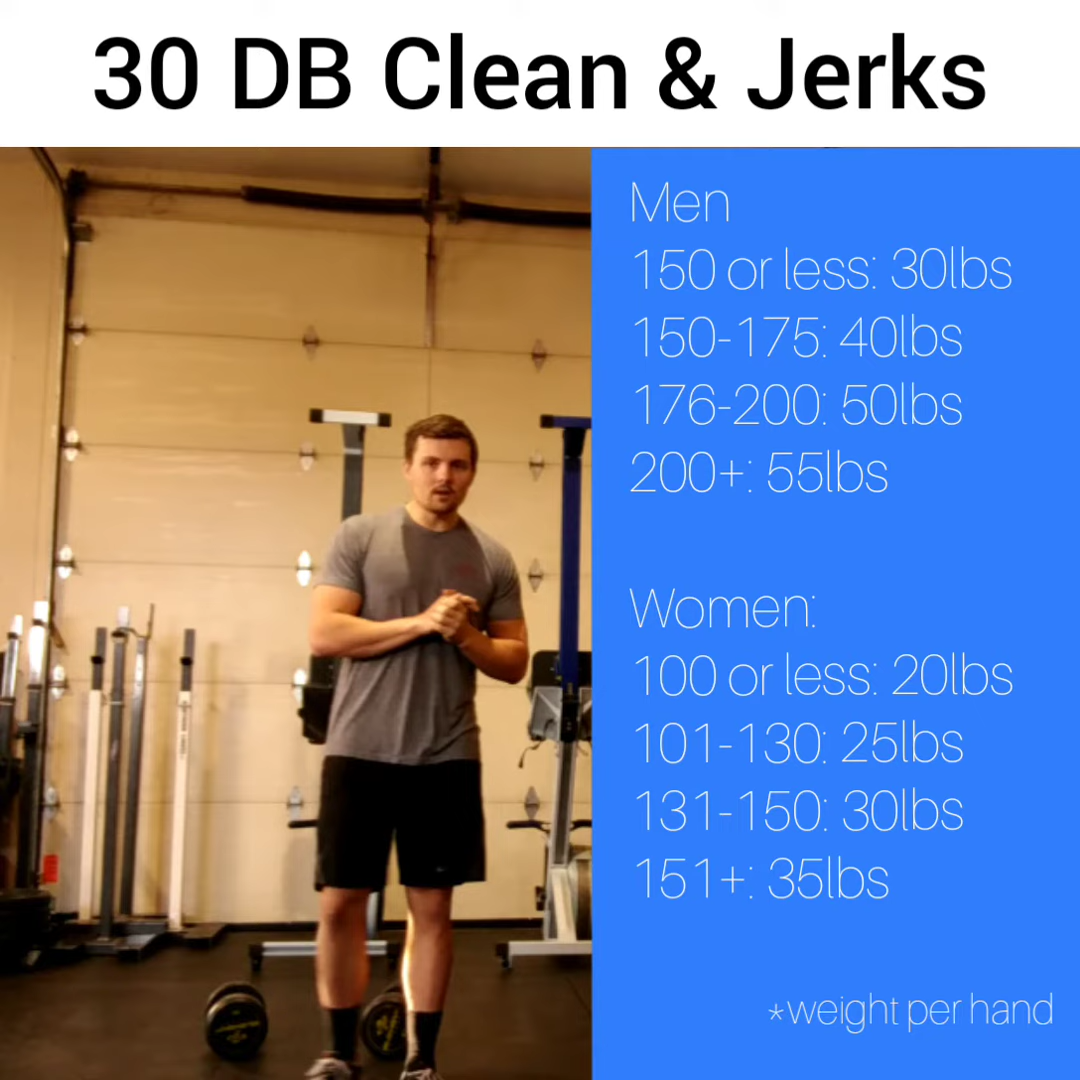 30 DB Clean & Jerks
Men
150 or less: 30lbs
150-175: 40lbs
176-200: 50lbs
200+: 55lbs
Women:
100 or less: 20lbs
101-130: 25lbs
131-150: 30lbs
151+: 35lbs
*weight per hand